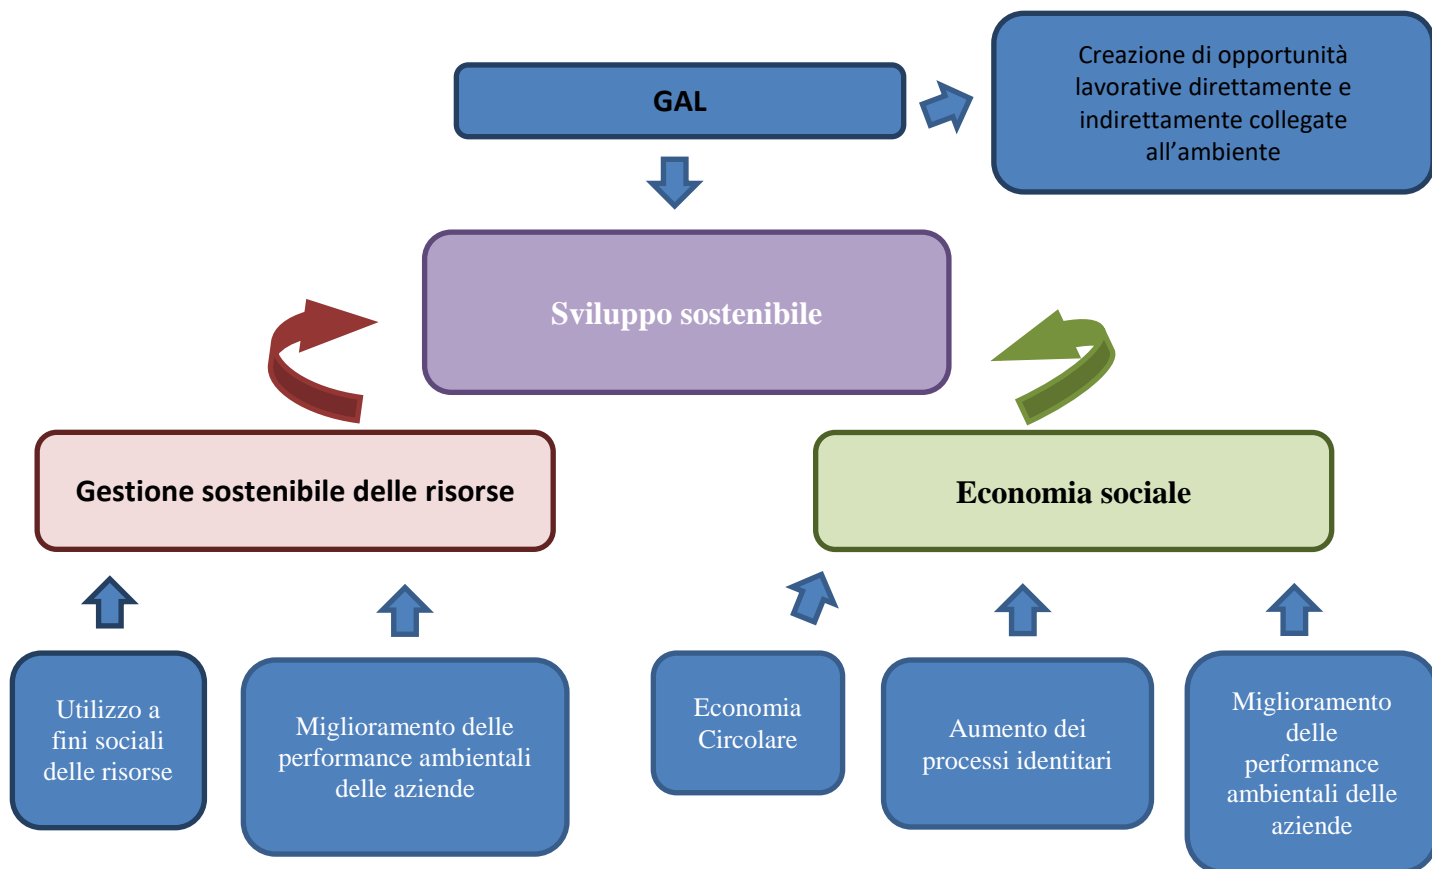 GAL
Creazione di opportunità
lavorative direttamente e
indirettamente collegate
all’ambiente
Sviluppo sostenibile
Gestione sostenibile delle risorse
Economia sociale
Utilizzo a
fini sociali
delle risorse
Miglioramento delle
performance ambientali
delle aziende
Economia
Circolare
Aumento dei
processi identitari
Miglioramento
delle
performance
ambientali delle
aziende